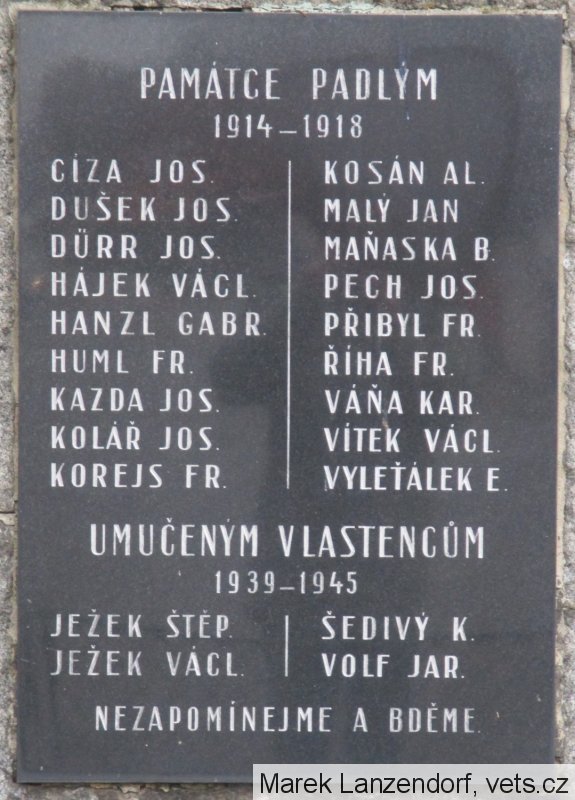 PAMÁTCE PADLÝM
1914–1918
CÍZA JOS.
DUŠEK JOS.
DÜRR JOS.
HÁJEK VÁCL.
HANZL GABR.
HUML FR.
KAZDA JOS.
KOLÁŘ JOS.
KOREJS FR.
KOSÁN AL.
MALÝ JAN
MAŇASKA B.
PECH JOS.
PŘIBYL FR.
ŘÍHA FR.
VÁŇA KAR.
VÍTEK VÁCL.
VYLEŤÁLEK E.
UMUČENÝM VLASTENCŮM
1939–1945
JEŽEK ŠTĚP.
JEŽEK VÁCL.
ŠEDIVÝ K.
VOLF JAR.
NEZAPOMÍNEJME A BDĚME.
Marek Lanzendorf, vets.cz